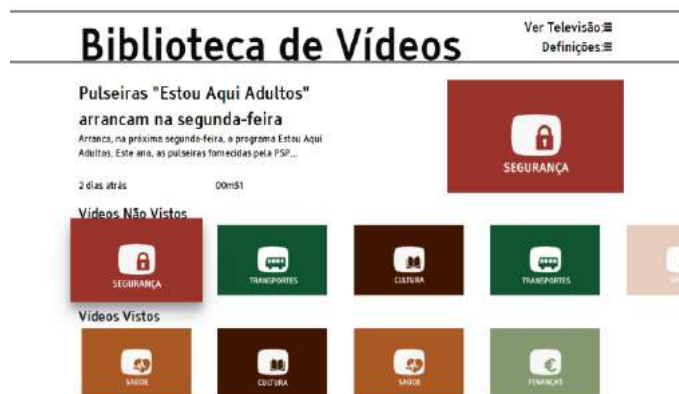 Biblioteca de Vídeos
Ver Televisão:≡
Definições:≡
Pulseiras "Estou Aqui Adultos"
arrancam na segunda-feira
Arranca, na próxima segunda-feira, o programa Estou Aqui
Adultos. Este ano, as pulseiras fornecidas pela PSP...
2 dias atrás
00m51
SEGURANÇA
Vídeos Não Vistos
SEGURANÇA
TRANSPORTES
CULTURA
TRANSPORTES
Vídeos Vistos
SAÚDE
CULTURA
SAÚDE
FINANÇAS